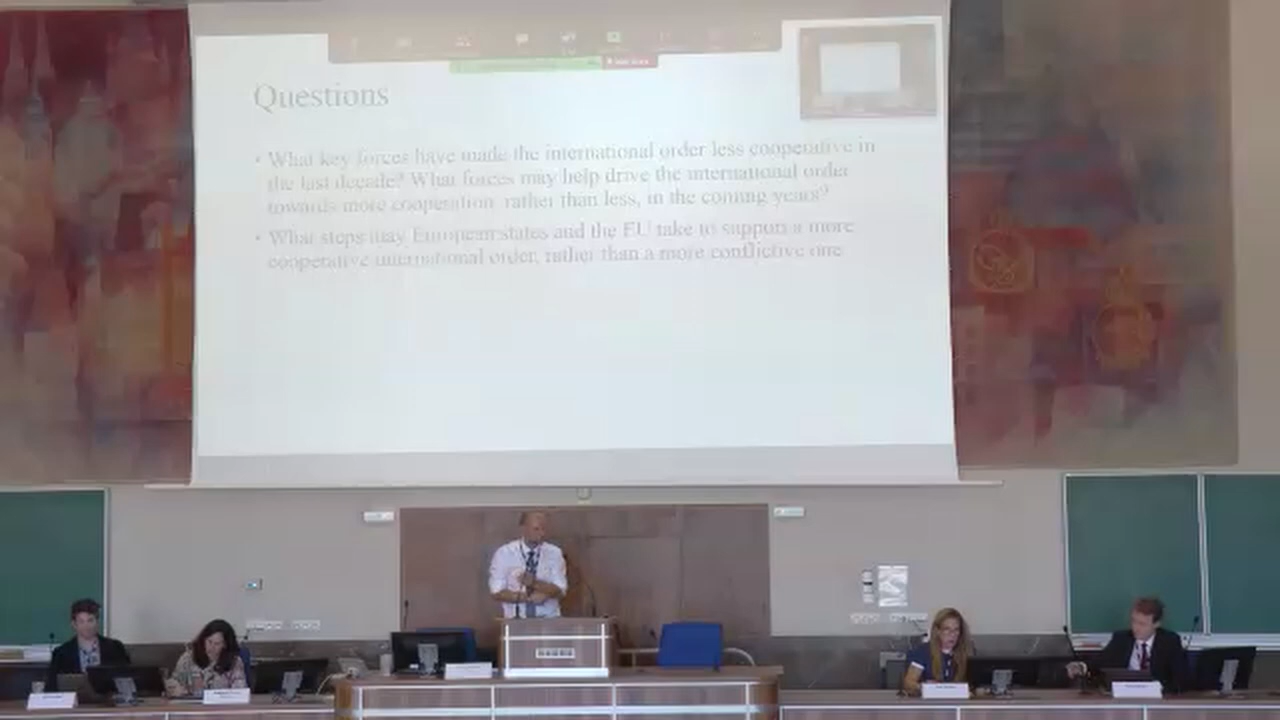 Questions
• What key forces have made the international order less cooperative in
the last decade? What forces may help drive the international order
towards more cooperation, rather than less, in the coming years?
• What steps may European states and the EU take to support a more
cooperative international order, rather than a more conflictive one